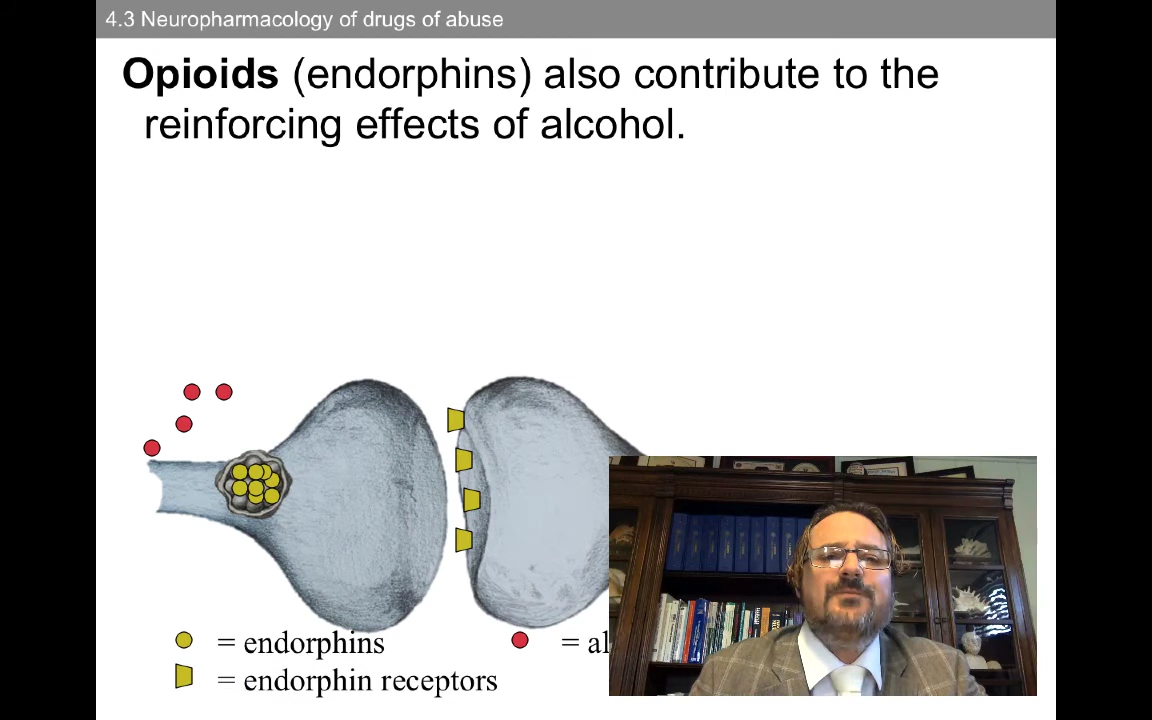 4.3 Neuropharmacology of drugs of abuse
Opioids (endorphins) also contribute to the
reinforcing effects of alcohol.
= endorphins
= al
= endorphin receptors